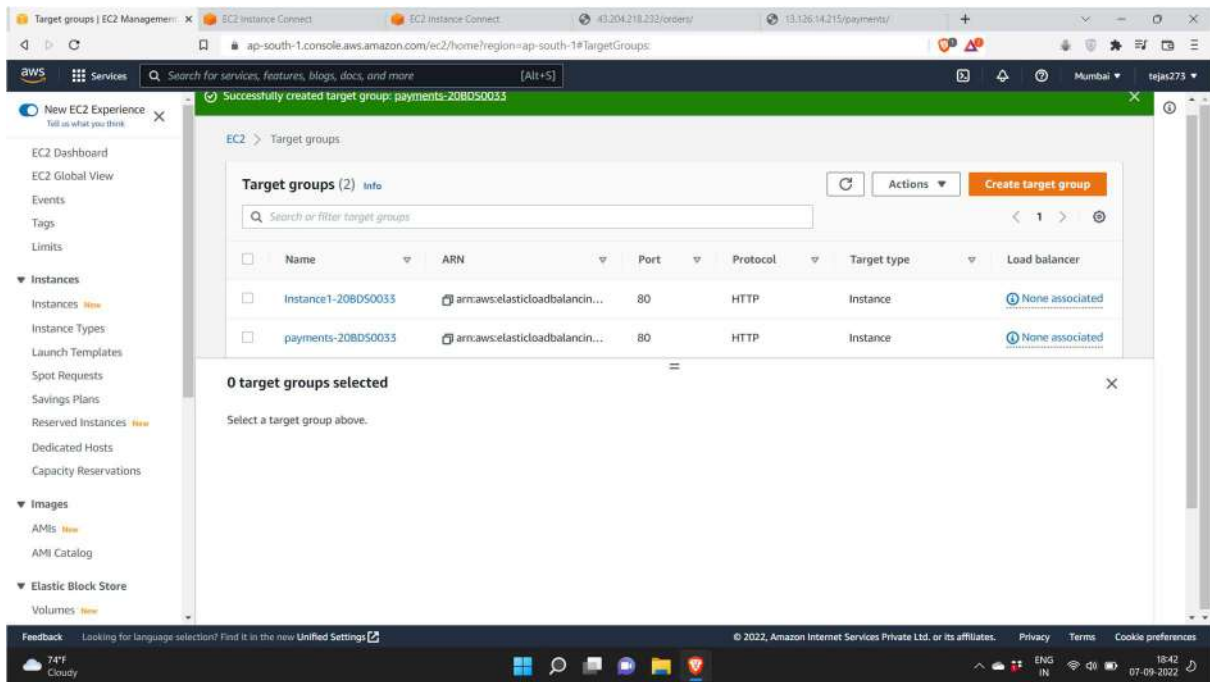 Target groups | EC2 Managemen
EC2 Instance Connect
EC2 Instance Connect
43.204.218.232/orders/
13.126.14.215/payments/
ap-south-1.console.aws.amazon.com/ec2/home?region=ap-south-1#TargetGroups:
aws
Services
Search for services, features, blogs, docs, and more
[Alt+S]
Mumbai
tejas273
New EC2 Experience
Tell us what you think
Successfully created target group: payments-20BDS0033
EC2 > Target groups
EC2 Dashboard
EC2 Global View
Events
Tags
Limits
Instances
Instances New
Instance Types
Launch Templates
Spot Requests
Savings Plans
Reserved Instances New
Dedicated Hosts
Capacity Reservations
Images
AMIs New
AMI Catalog
Elastic Block Store
Volumes New
Target groups (2) Info
Actions
Create target group
Search or filter target groups
1
Name ARN Port Protocol Target type Load balancer
Instance1-20BDS0033 arn:aws:elasticloadbalancin... 80 HTTP Instance None associated
payments-20BDS0033 arn:aws:elasticloadbalancin... 80 HTTP Instance None associated
0 target groups selected
Select a target group above.
Feedback Looking for language selection? Find it in the new Unified Settings
© 2022, Amazon Internet Services Private Ltd. or its affiliates. Privacy Terms Cookie preferences
74°F
Cloudy
ENG
IN
18:42
07-09-2022